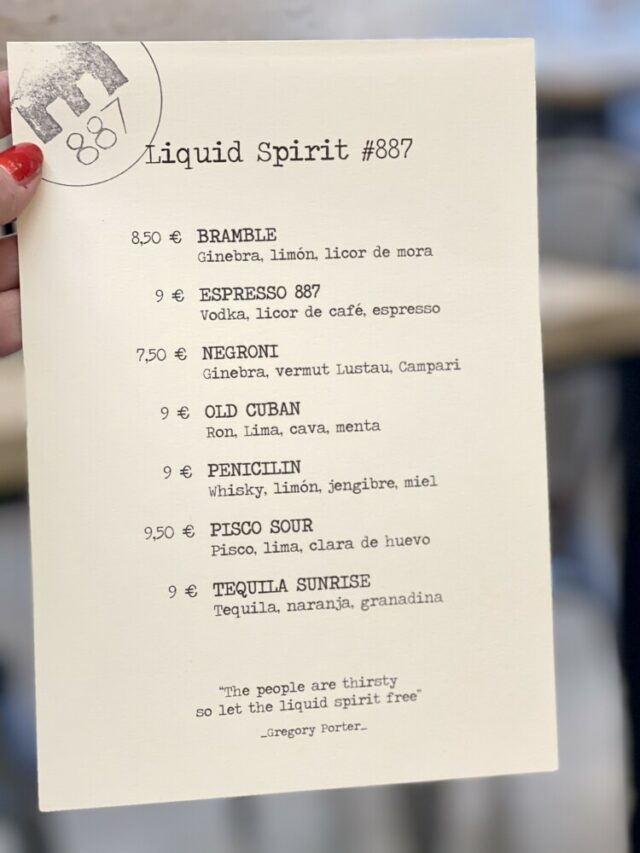 887
Liquid Spirit #887
8,50 € BRAMBLE
Ginebra, limón, licor de mora
9 € ESPRESSO 887
Vodka, licor de café, espresso
7,50 € NEGRONI
Ginebra, vermut Lustau, Campari
9 € OLD CUBAN
Ron, Lima, cava, menta
9 € PENICILIN
Whisky, limón, jengibre, miel
9,50 € PISCO SOUR
Pisco, lima, clara de huevo
9 € TEQUILA SUNRISE
Tequila, naranja, granadina
"The people are thirsty
so let the liquid spirit free"
_Gregory Porter_